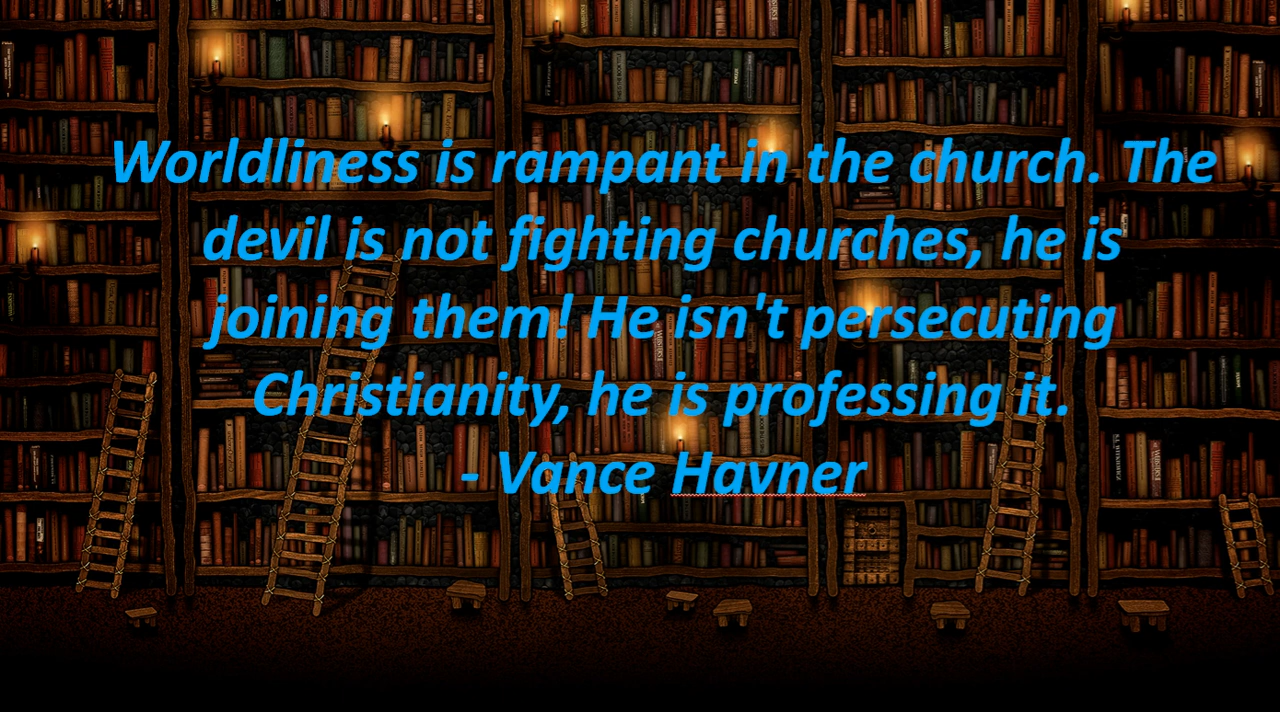 Worldliness is rampant in the church. The
devil is not fighting churches, he is
joining them! He isn't persecuting
Christianity, he is professing it.
- Vance Havner